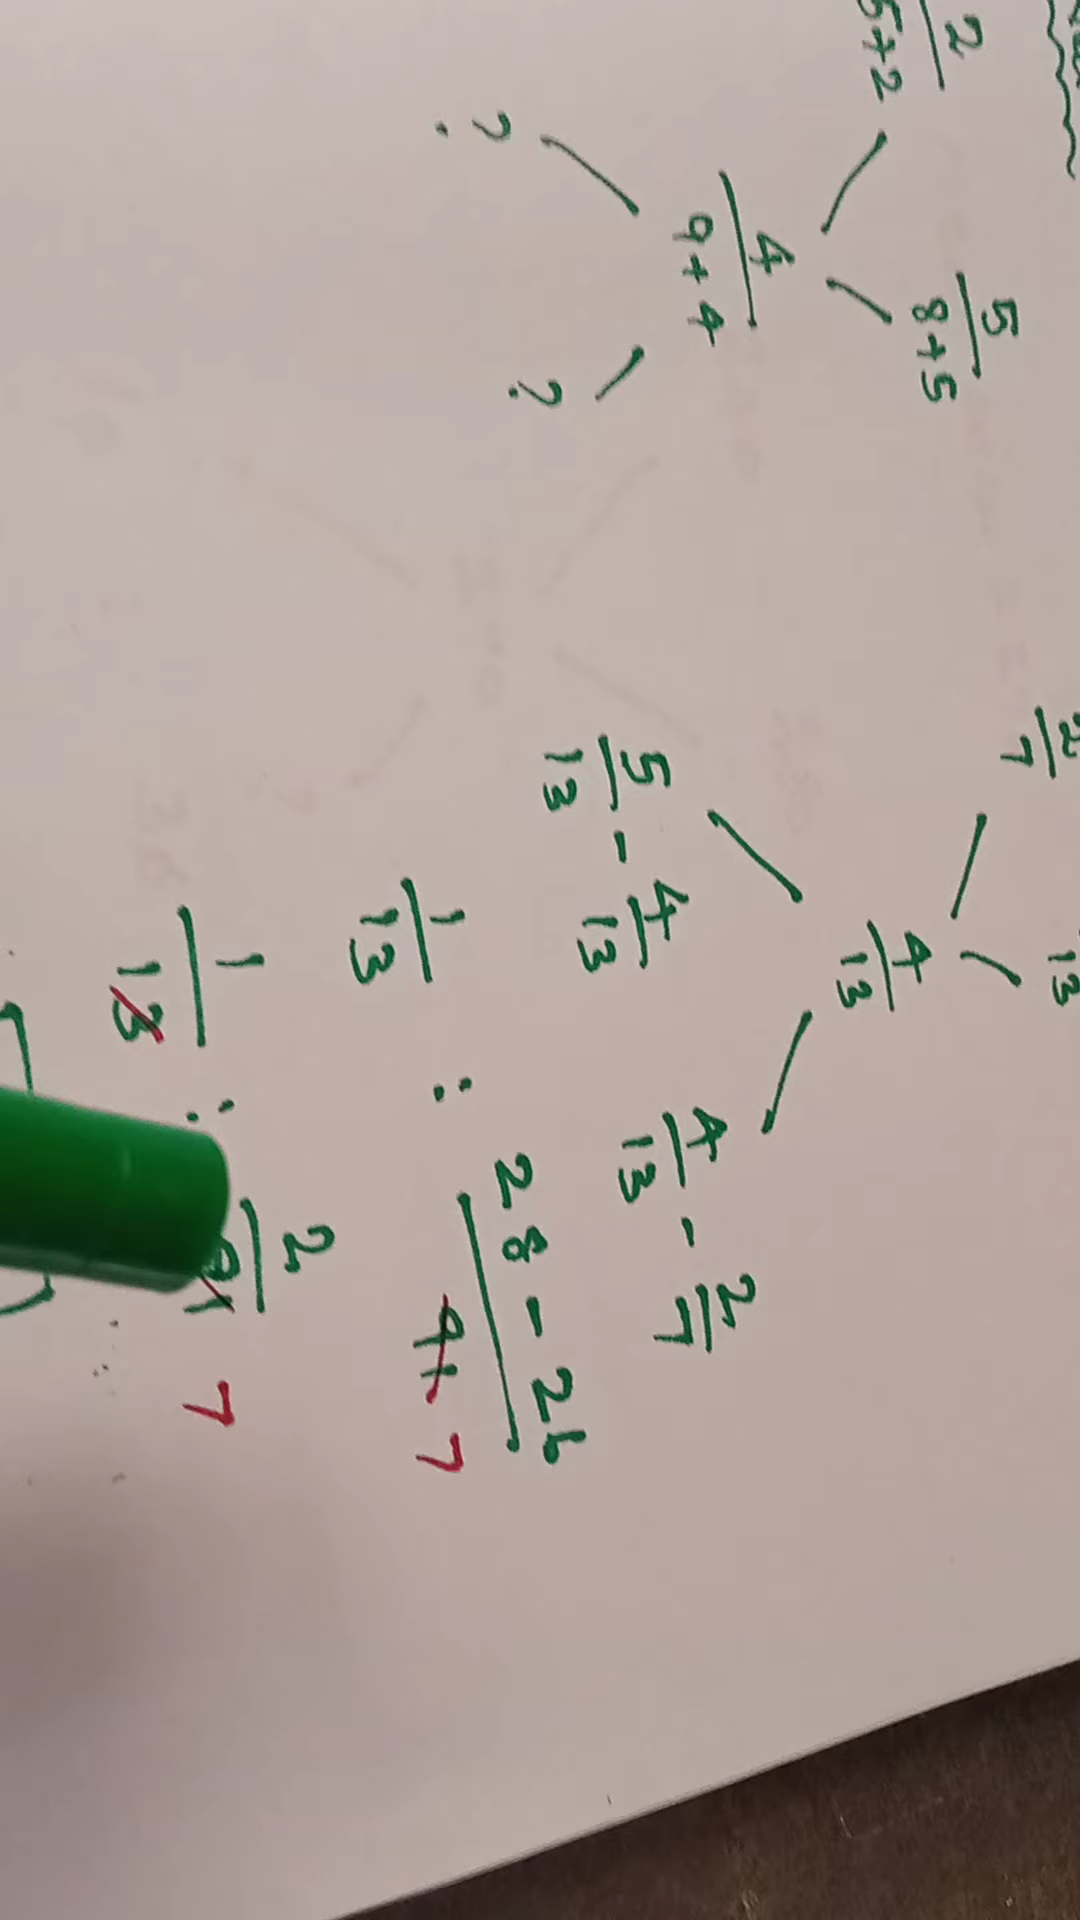 2/5+2 5/8+5
4/9+4
? ?
2/7 /13
4/13
5/13 - 4/13 4/13 - 2/7
1/13 : 28 - 26/91 7
1/13 : 2/91 7